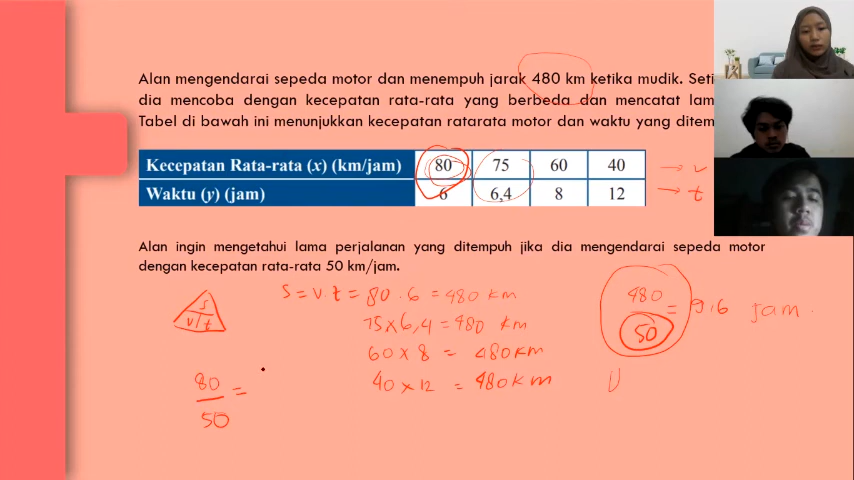 Alan mengendarai sepeda motor dan menempuh jarak 480 km ketika mudik. Seti
dia mencoba dengan kecepatan rata-rata yang berbeda dan mencatat lam
Tabel di bawah ini menunjukkan kecepatan ratarata motor dan waktu yang ditem
Kecepatan Rata-rata (x) (km/jam) 80 75 60 40 → v
Waktu (y) (jam) 6 6,4 8 12 → t
Alan ingin mengetahui lama perjalanan yang ditempuh jika dia mengendarai sepeda motor
dengan kecepatan rata-rata 50 km/jam.
S
v t
S = v . t = 80 . 6 = 480 km
75 x 6,4 = 480 km
60 x 8 = 480 km
40 x 12 = 480 km
480
50
= 9.6 jam.
80
50
=